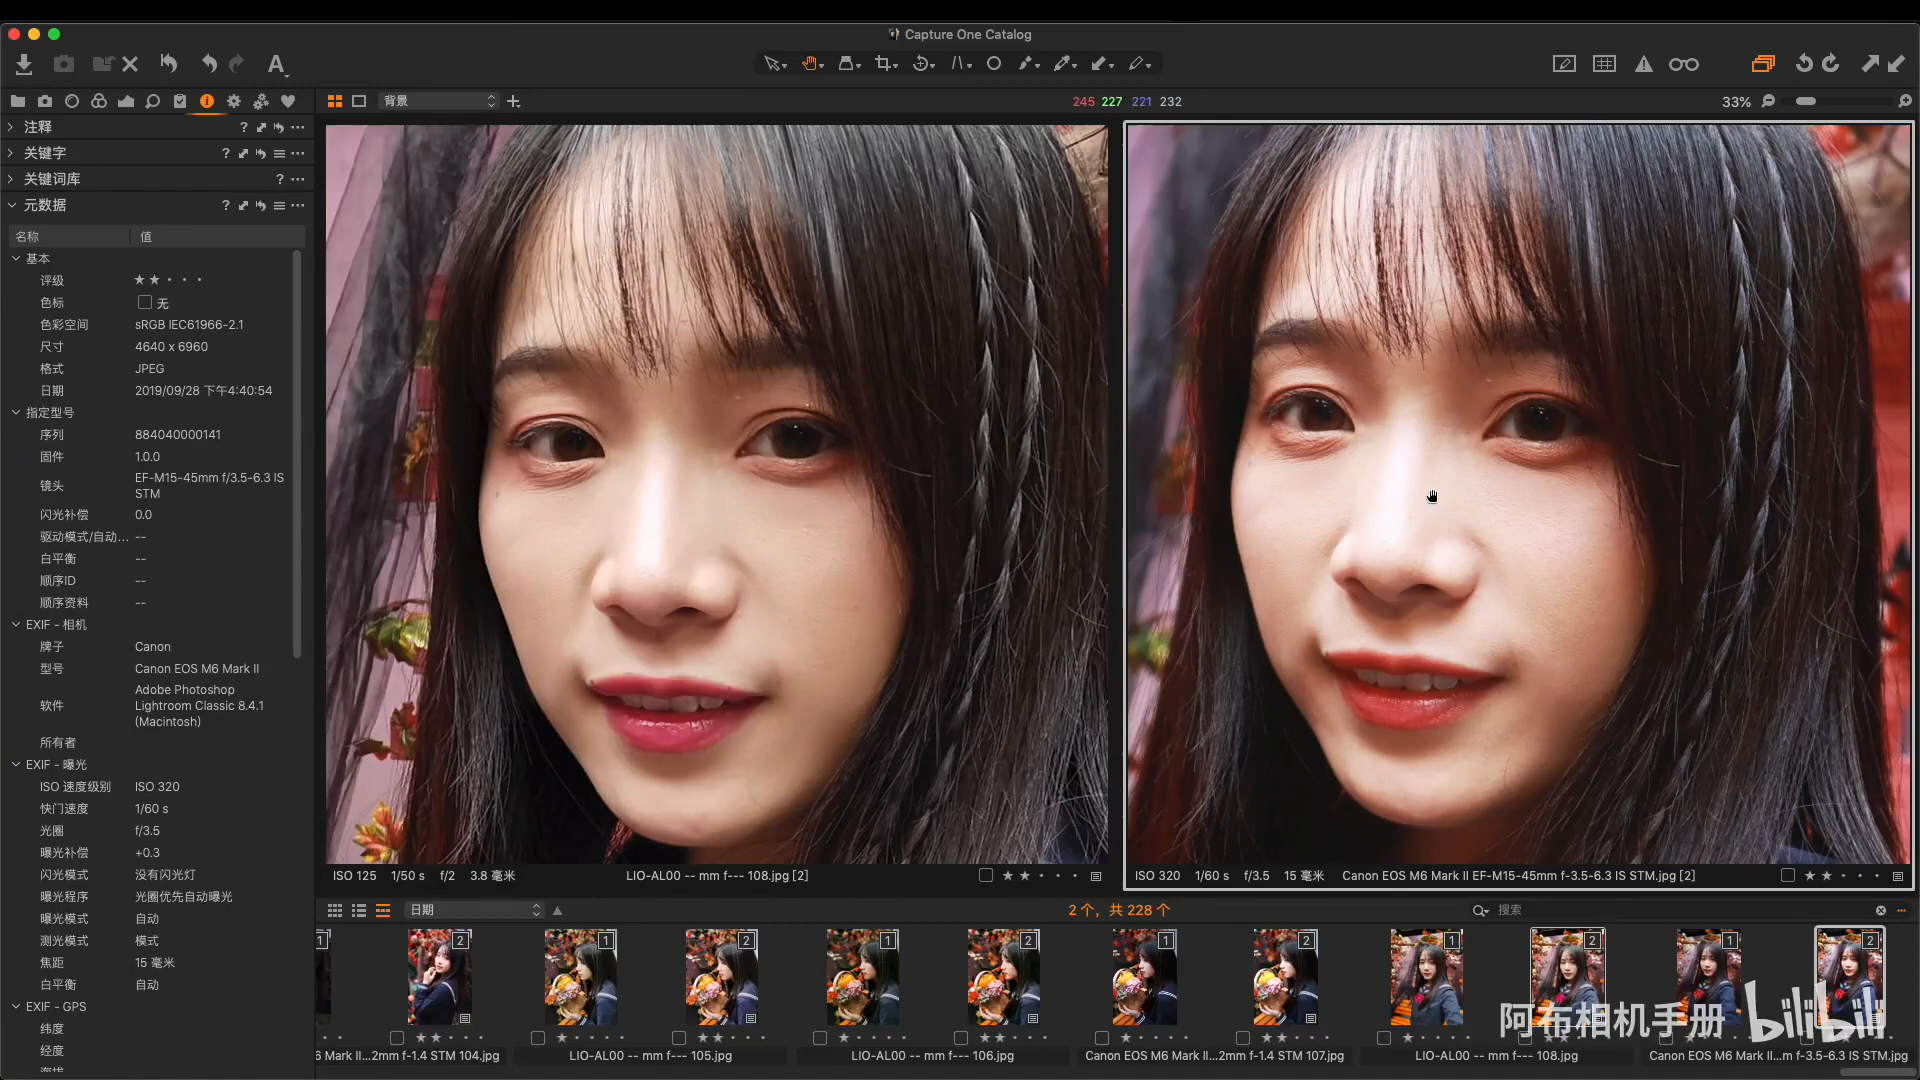 Capture One Catalog
A
背景
245 227 221 232
33%
注释
关键字
关键词库
元数据
名称 值
基本
评级
色标 无
色彩空间 sRGB IEC61966-2.1
尺寸 4640 x 6960
格式 JPEG
日期 2019/09/28 下午4:40:54
指定型号
序列 884040000141
固件 1.0.0
镜头 EF-M15-45mm f/3.5-6.3 IS
STM
闪光补偿 0.0
驱动模式/自动... --
白平衡 --
顺序ID --
顺序资料 --
EXIF - 相机
牌子 Canon
型号 Canon EOS M6 Mark II
软件 Adobe Photoshop
Lightroom Classic 8.4.1
(Macintosh)
所有者
EXIF - 曝光
ISO 速度级别 ISO 320
快门速度 1/60 s
光圈 f/3.5
曝光补偿 +0.3
闪光模式 没有闪光灯
曝光程序 光圈优先自动曝光
曝光模式 自动
测光模式 模式
焦距 15 毫米
白平衡 自动
EXIF - GPS
纬度
经度
ISO 125 1/50 s f/2 3.8 毫米 LIO-AL00 -- mm f--- 108.jpg [2]
ISO 320 1/60 s f/3.5 15 毫米 Canon EOS M6 Mark II EF-M15-45mm f-3.5-6.3 IS STM.jpg [2]
日期
2 个，共 228 个
搜索
1 2 1 2 1 2 1 2 1 2 1 2
6 Mark II...2mm f-1.4 STM 104.jpg
LIO-AL00 -- mm f--- 105.jpg
LIO-AL00 -- mm f--- 106.jpg
Canon EOS M6 Mark II...2mm f-1.4 STM 107.jpg
LIO-AL00 -- mm f--- 108.jpg
Canon EOS M6 Mark II...m f-3.5-6.3 IS STM.jpg
阿布相机手册 bilibili